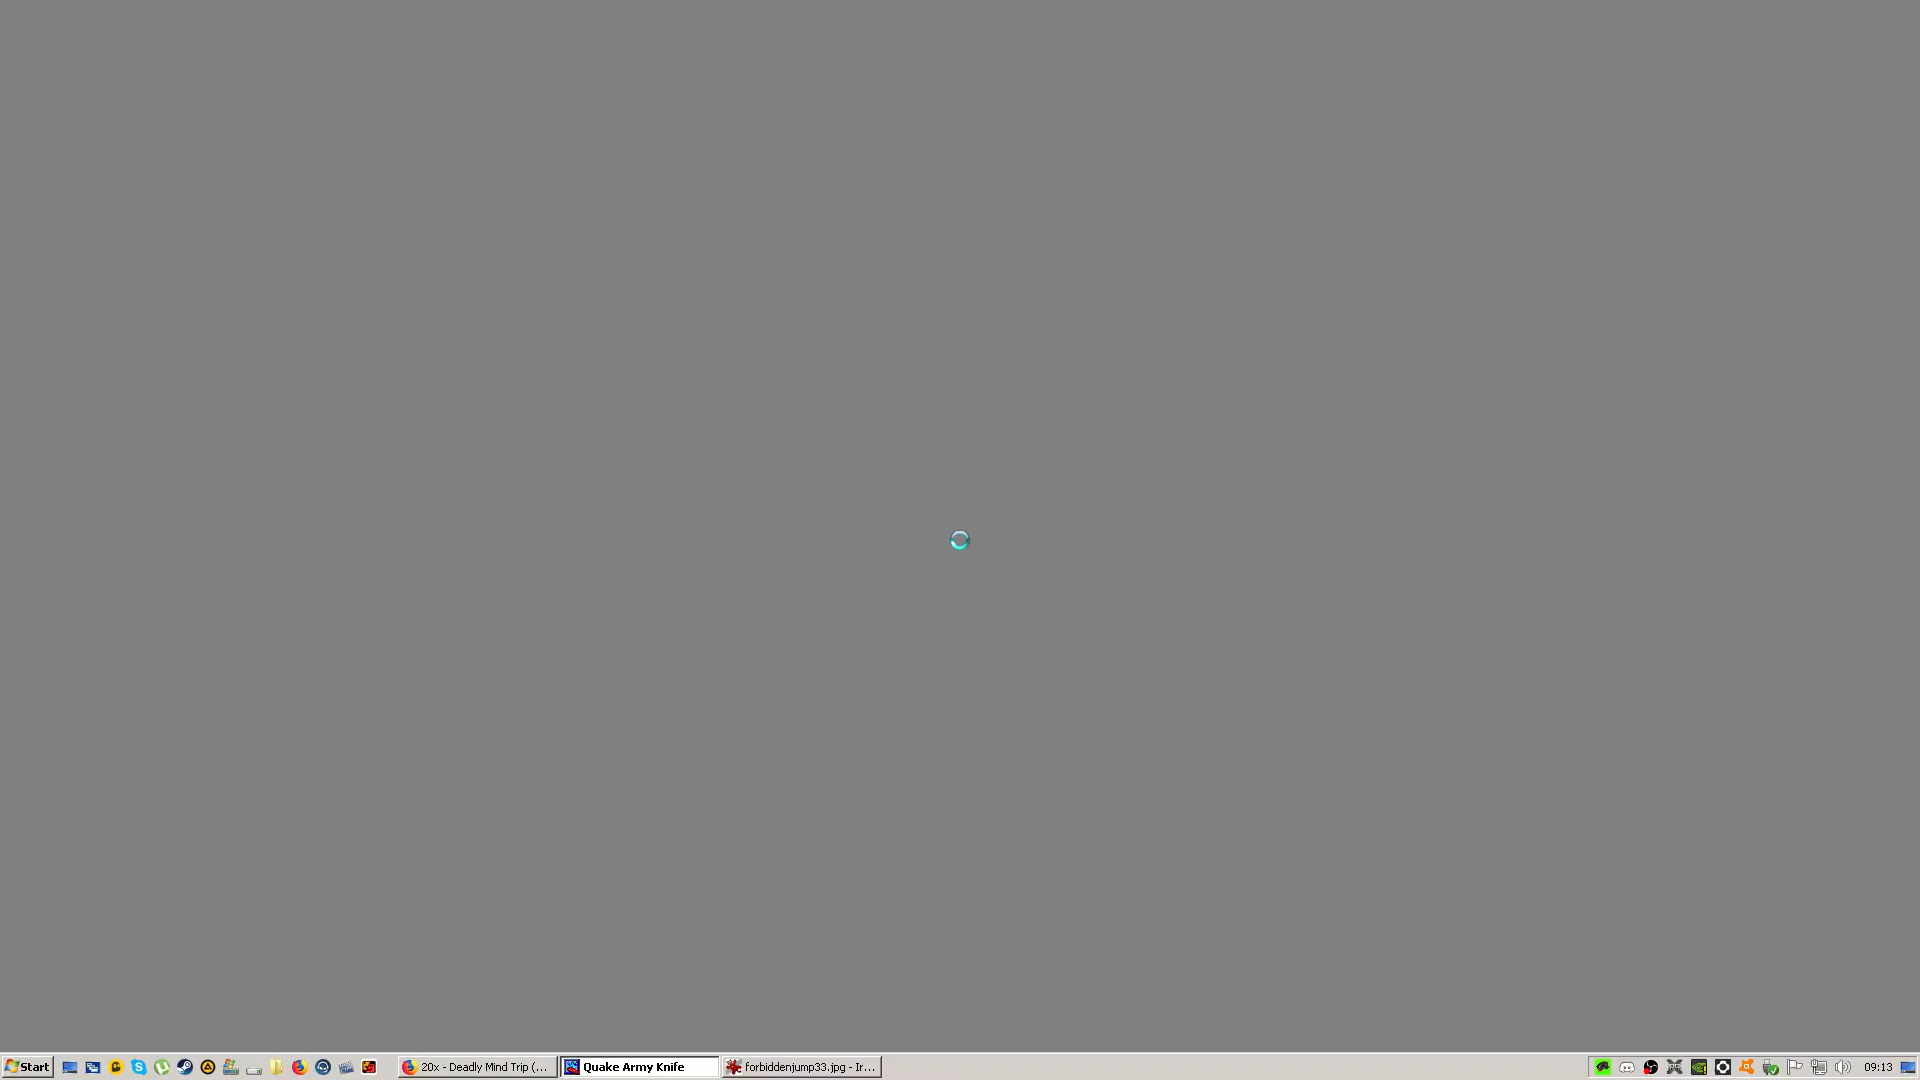 Start
20x - Deadly Mind Trip (...
Quake Army Knife
forbiddenjump33.jpg - Ir...
09:13